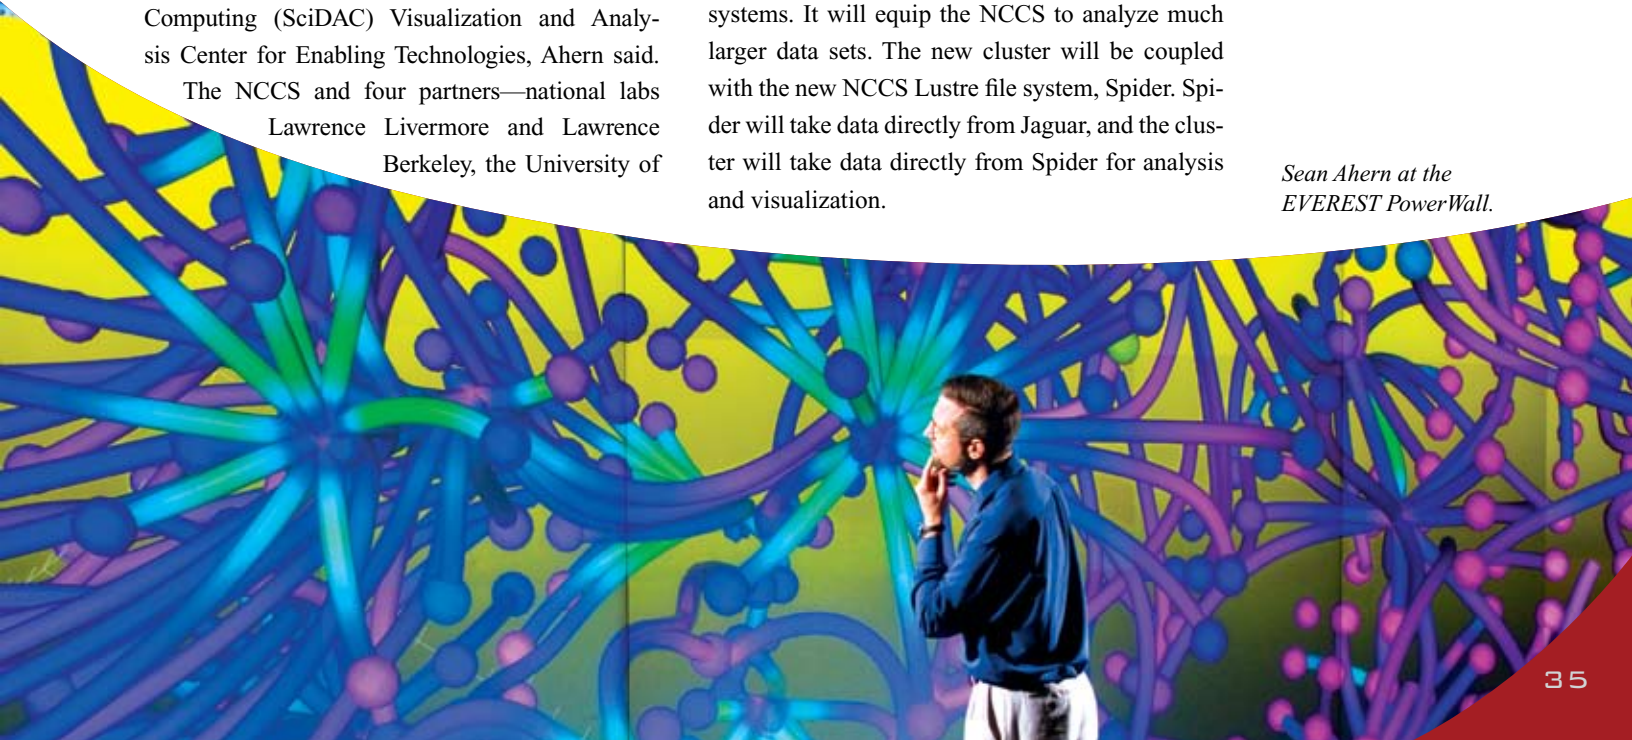 Computing (SciDAC) Visualization and Analy-
sis Center for Enabling Technologies, Ahern said.
The NCCS and four partners—national labs
Lawrence Livermore and Lawrence
Berkeley, the University of
systems. It will equip the NCCS to analyze much
larger data sets. The new cluster will be coupled
with the new NCCS Lustre file system, Spider. Spi-
der will take data directly from Jaguar, and the clus-
ter will take data directly from Spider for analysis
and visualization.
Sean Ahern at the
EVEREST PowerWall.
35